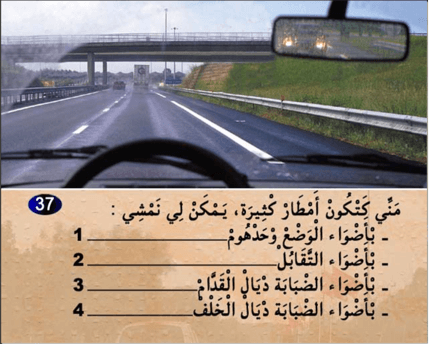 37
مَنِّي كَتْكُونْ أَمْطَارْ كْثِيرَة، يَمْكَنْ لِي نَمْشِي :
- بْأَضْوَاء الْوَضْعْ وَحْدْهُومْ 1
- بْأَضْوَاء التَّقَابُلْ 2
- بْأَضْوَاء الضْبَابَة دْيَالْ الْقَدَّامْ 3
- بْأَضْوَاء الضْبَابَة دْيَالْ الْخَلْفْ 4